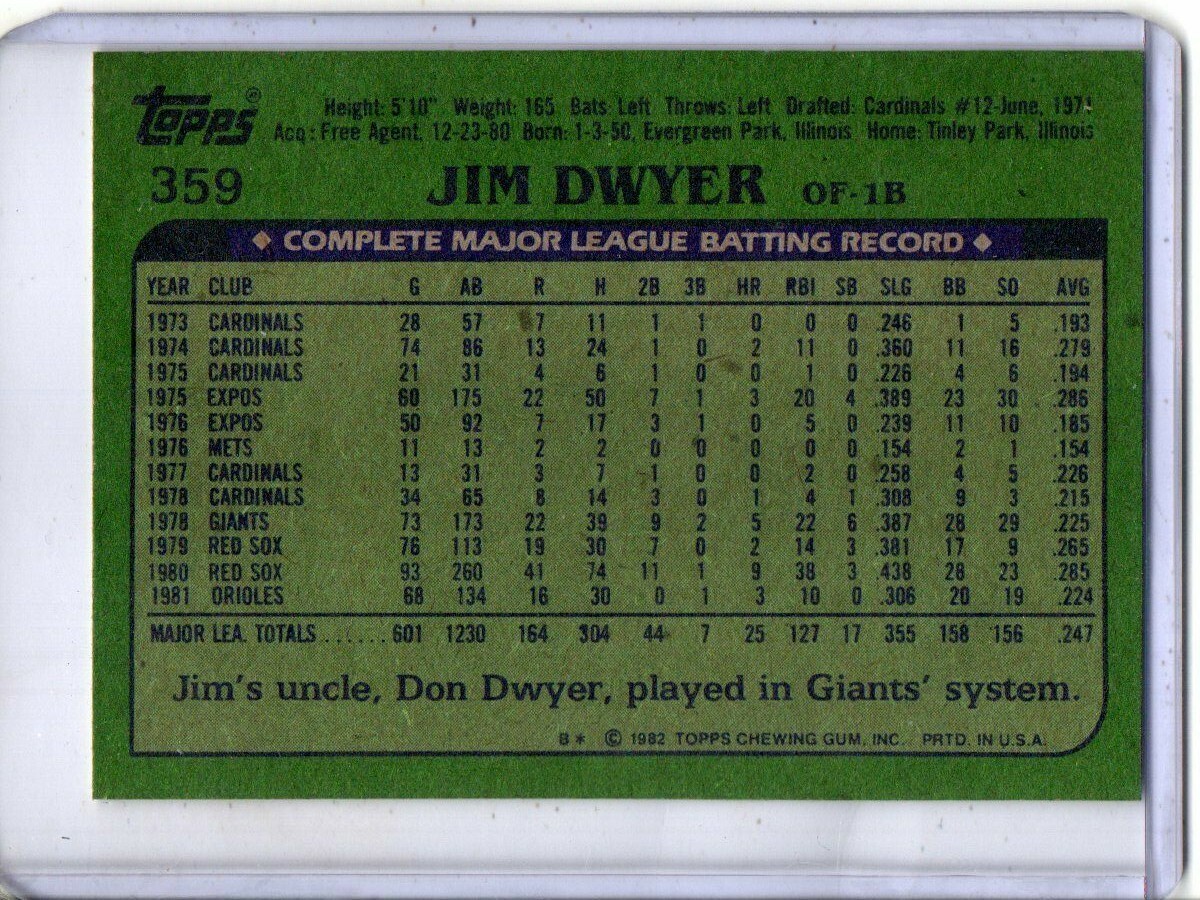 Topps® Height: 5'10" Weight: 165 Bats Left Throws: Left Drafted: Cardinals #12-June, 1971
Acq.: Free Agent, 12-23-80 Born: 1-3-50, Evergreen Park, Illinois Home: Tinley Park, Illinois
359 JIM DWYER OF-1B
◆ COMPLETE MAJOR LEAGUE BATTING RECORD ◆
YEAR CLUB G AB R H 2B 3B HR RBI SB SLG BB SO AVG
1973 CARDINALS 28 57 7 11 1 1 0 0 0 .246 1 5 .193
1974 CARDINALS 74 86 13 24 1 0 2 11 0 .360 11 16 .279
1975 CARDINALS 21 31 4 6 1 0 0 1 0 .226 4 6 .194
1975 EXPOS 60 175 22 50 7 1 3 20 4 .389 23 30 .286
1976 EXPOS 50 92 7 17 3 1 0 5 0 .239 11 10 .185
1976 METS 11 13 2 2 0 0 0 0 0 .154 2 1 .154
1977 CARDINALS 13 31 3 7 1 0 0 2 0 .258 4 5 .226
1978 CARDINALS 34 65 8 14 3 0 1 4 1 .308 9 3 .215
1978 GIANTS 73 173 22 39 9 2 5 22 6 .387 28 29 .225
1979 RED SOX 76 113 19 30 7 0 2 14 3 .381 17 9 .265
1980 RED SOX 93 260 41 74 11 1 9 38 3 .438 28 23 .285
1981 ORIOLES 68 134 16 30 0 1 3 10 0 .306 20 19 .224
MAJOR LEA. TOTALS......601 1230 164 304 44 7 25 127 17 .355 158 156 .247
Jim's uncle, Don Dwyer, played in Giants' system.
B* © 1982 TOPPS CHEWING GUM, INC. PRTD. IN U.S.A.